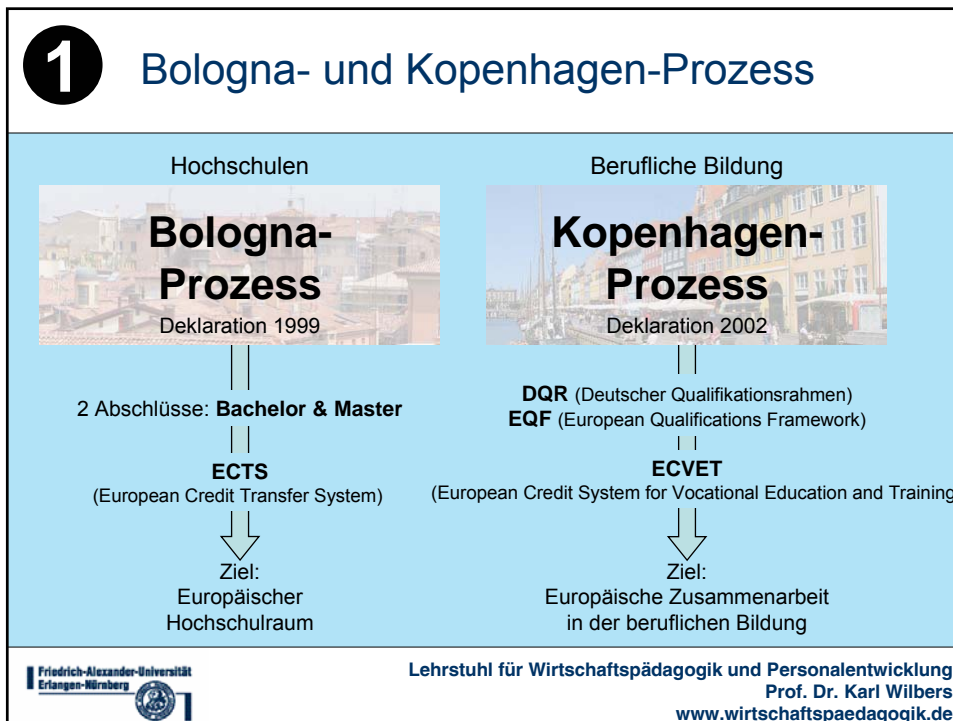 1
Bologna- und Kopenhagen-Prozess
Hochschulen
Bologna-
Prozess
Deklaration 1999
2 Abschlüsse: Bachelor & Master
ECTS
(European Credit Transfer System)
Ziel:
Europäischer
Hochschulraum
Berufliche Bildung
Kopenhagen-
Prozess
Deklaration 2002
DQR (Deutscher Qualifikationsrahmen)
EQF (European Qualifications Framework)
ECVET
(European Credit System for Vocational Education and Training
Ziel:
Europäische Zusammenarbeit
in der beruflichen Bildung
Friedrich-Alexander-Universität
Erlangen-Nürnberg
Lehrstuhl für Wirtschaftspädagogik und Personalentwicklung
Prof. Dr. Karl Wilbers
www.wirtschaftspaedagogik.de